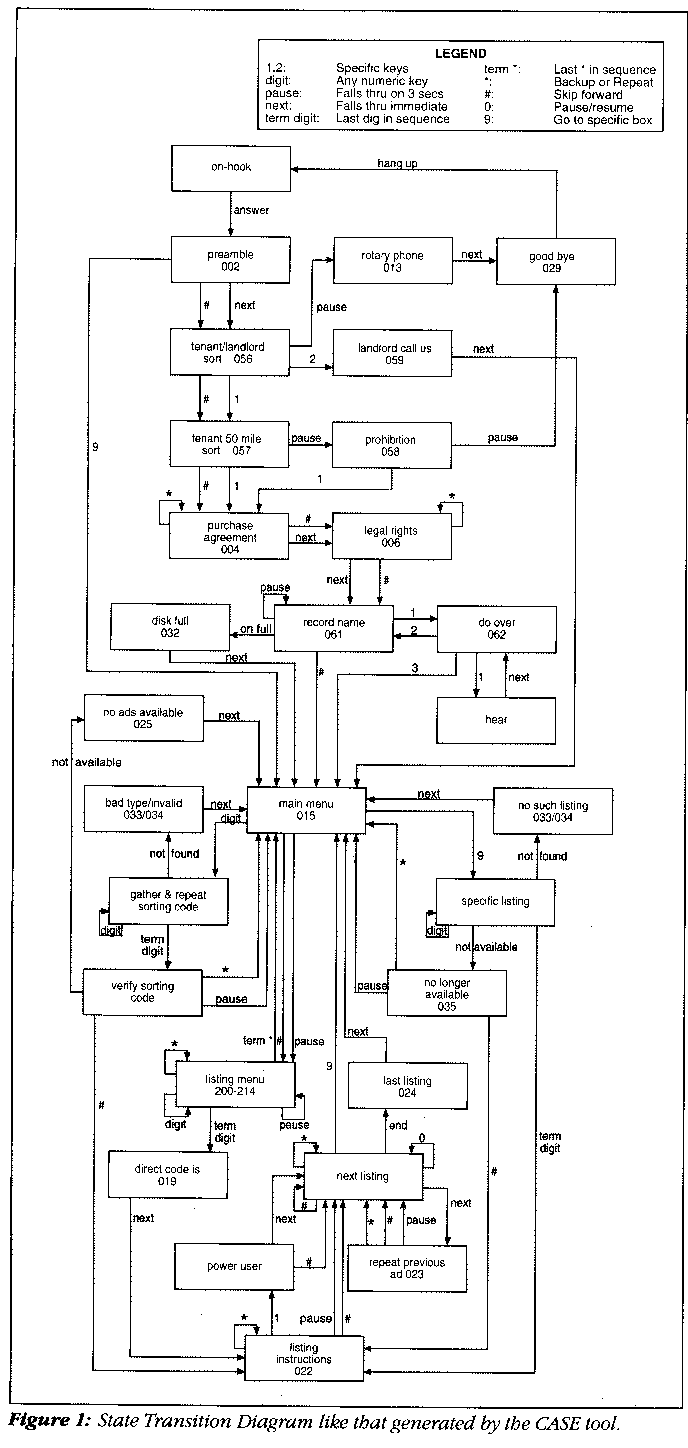 LEGEND
1,2: Specific keys term *: Last * in sequence
digit: Any numeric key *: Backup or Repeat
pause: Falls thru on 3 secs #: Skip forward
next: Falls thru immediate 0: Pause/resume
term digit: Last dig in sequence 9: Go to specific box
on-hook
hang up
answer
preamble
002
rotary phone
013
next
good bye
029
#
next
pause
tenant/landlord
sort 056
2
landlord call us
059
next
#
1
9
tenant 50 mile
sort 057
pause
prohibition
058
pause
#
1
1
*
purchase
agreement
004
#
next
legal rights
006
*
next
#
pause
disk full
032
on full
record name
061
1
2
do over
062
next
#
3
1
next
hear
no ads available
025
next
not available
bad type/invalid
033/034
next
main menu
015
next
no such listing
033/034
digit
not found
*
9
not found
gather & repeat
sorting code
digit
specific listing
digit
term
digit
not available
verify sorting
code
*
pause
pause
no longer
available
035
term *
#
pause
next
*
listing menu
200-214
9
last listing
024
#
digit
term
digit
pause
end
direct code is
019
*
0
next listing
#
term
digit
#
next
next
next
*
#
pause
power user
#
repeat previous
ad 023
*
1
pause
#
listing
instructions
022
Figure 1: State Transition Diagram like that generated by the CASE tool.